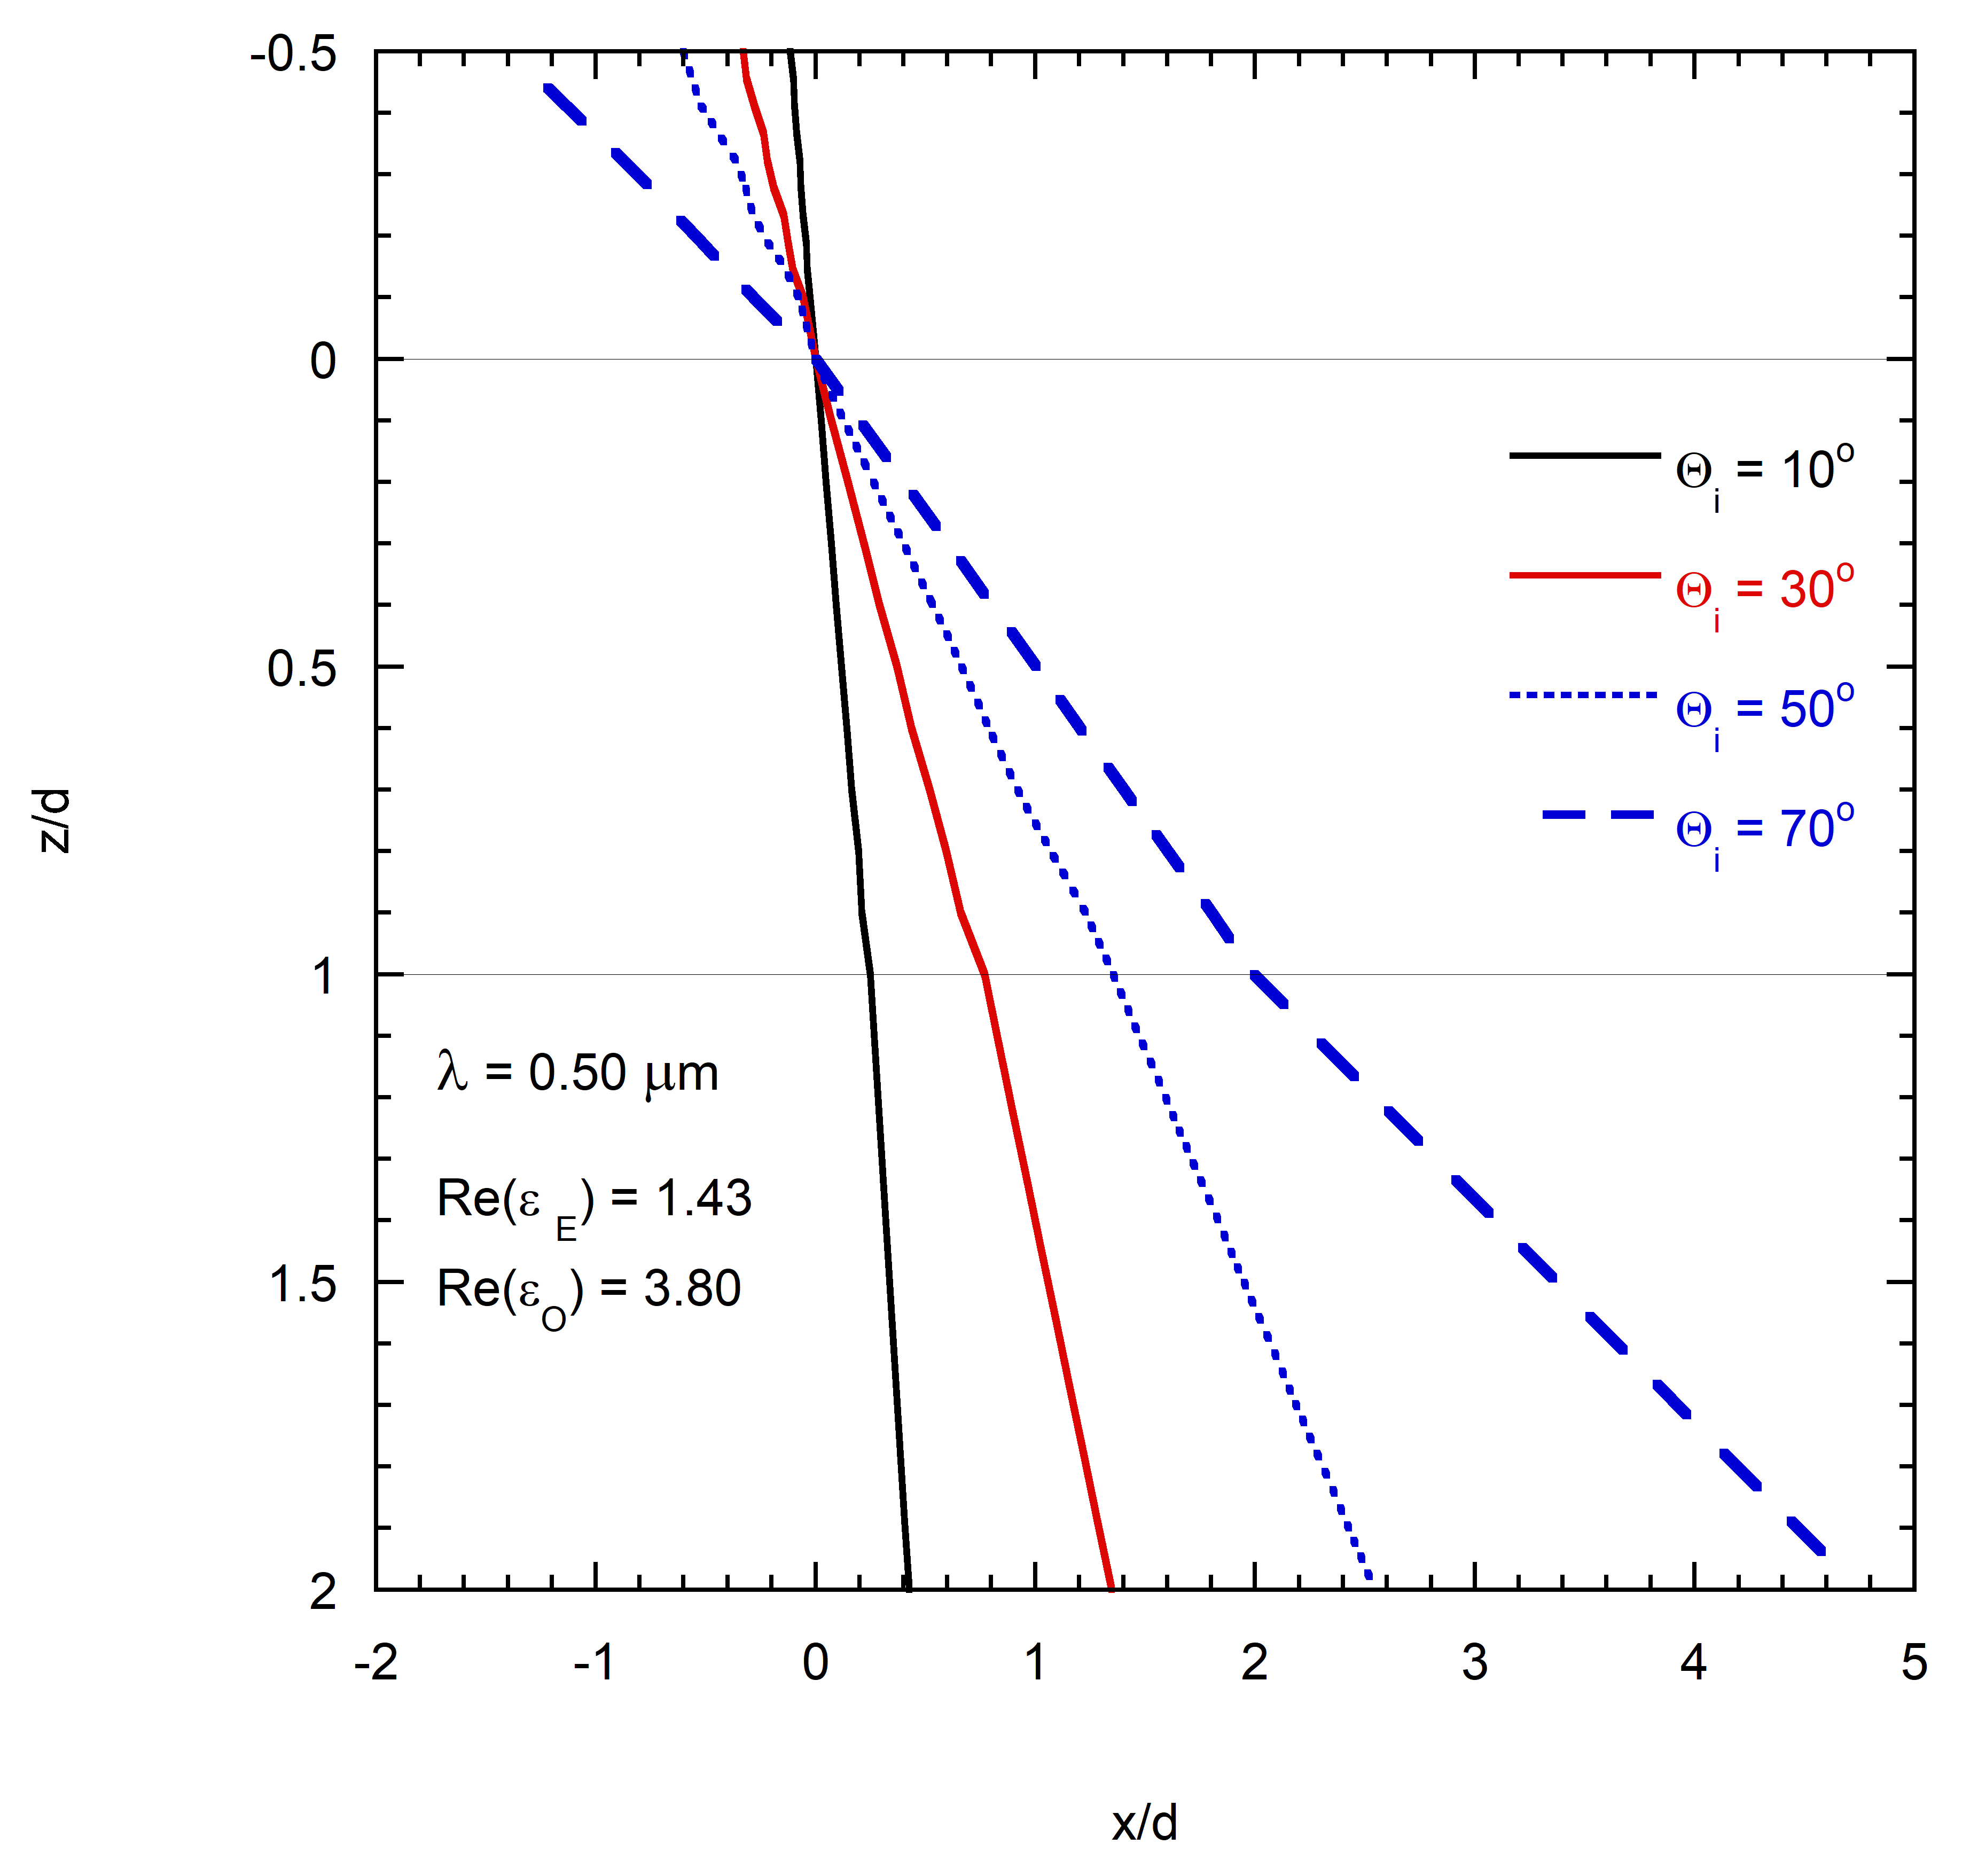 -0.5
0
0.5
1
1.5
2
z/d
Θi = 10o
Θi = 30o
Θi = 50o
Θi = 70o
λ = 0.50 μm
Re(ε E) = 1.43
Re(εO) = 3.80
-2 -1 0 1 2 3 4 5
x/d